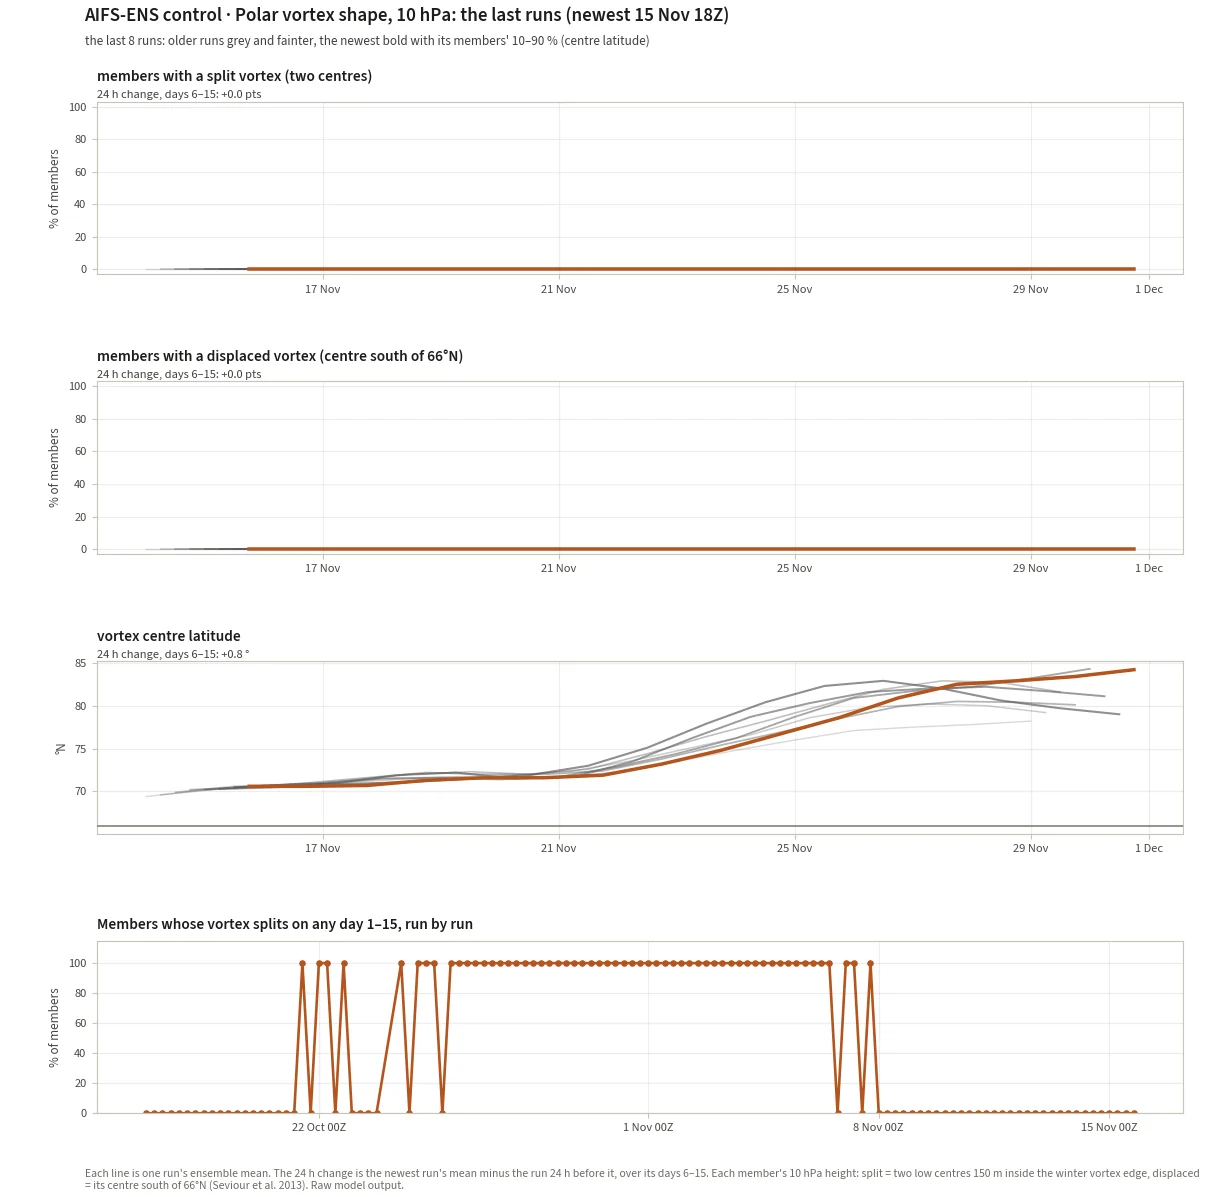 AIFS-ENS control · Polar vortex shape, 10 hPa: the last runs (newest 15 Nov 18Z)
the last 8 runs: older runs grey and fainter, the newest bold with its members' 10–90 % (centre latitude)
members with a split vortex (two centres)
24 h change, days 6–15: +0.0 pts
100
80
60
40
20
0
% of members
17 Nov
21 Nov
25 Nov
29 Nov
1 Dec
members with a displaced vortex (centre south of 66°N)
24 h change, days 6–15: +0.0 pts
100
80
60
40
20
0
% of members
17 Nov
21 Nov
25 Nov
29 Nov
1 Dec
vortex centre latitude
24 h change, days 6–15: +0.8 °
85
80
75
70
°N
17 Nov
21 Nov
25 Nov
29 Nov
1 Dec
Members whose vortex splits on any day 1–15, run by run
100
80
60
40
20
0
% of members
22 Oct 00Z
1 Nov 00Z
8 Nov 00Z
15 Nov 00Z
Each line is one run's ensemble mean. The 24 h change is the newest run's mean minus the run 24 h before it, over its days 6–15. Each member's 10 hPa height: split = two low centres 150 m inside the winter vortex edge, displaced
= its centre south of 66°N (Seviour et al. 2013). Raw model output.